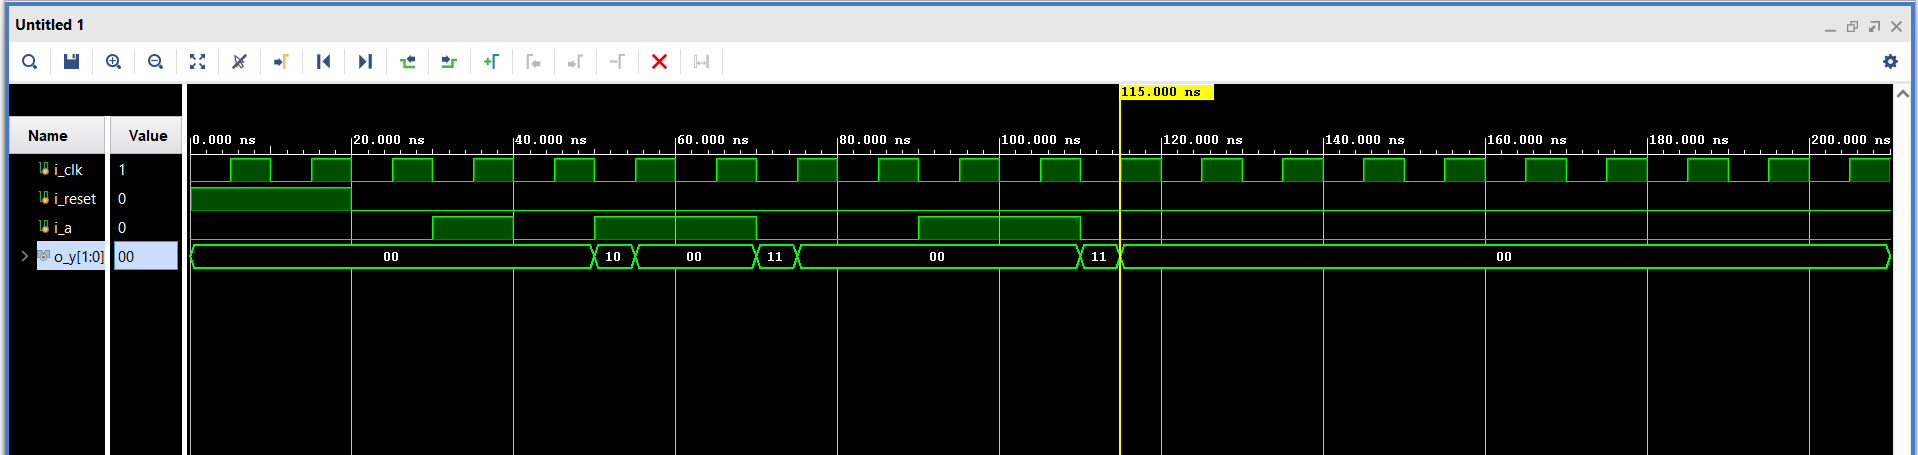 Untitled 1
115.000 ns
Name Value
0.000 ns 20.000 ns 40.000 ns 60.000 ns 80.000 ns 100.000 ns 120.000 ns 140.000 ns 160.000 ns 180.000 ns 200.000 ns
i_clk 1
i_reset 0
i_a 0
o_y[1:0] 00 00 10 00 11 00 11 00